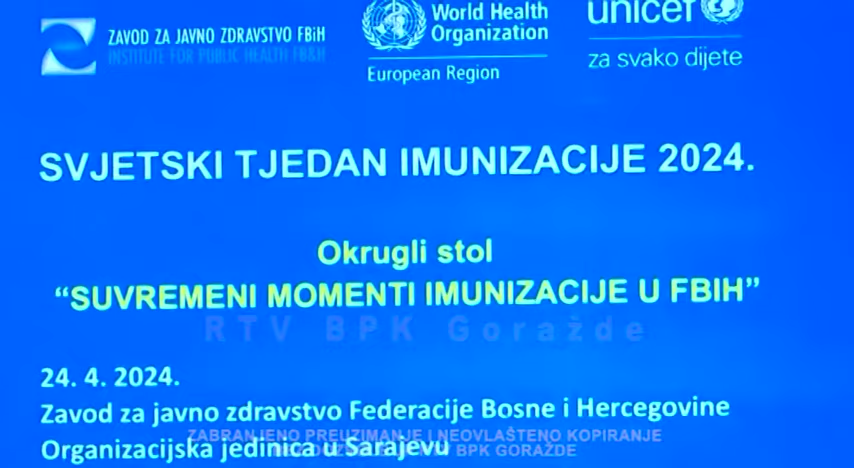 ZAVOD ZA JAVNO ZDRAVSTVO FBiH
INSTITUTE FOR PUBLIC HEALTH FB&H
World Health
Organization
European Region
unicef
za svako dijete
SVJETSKI TJEDAN IMUNIZACIJE 2024.
Okrugli stol
“SUVREMENI MOMENTI IMUNIZACIJE U FBIH”
RTV BPK Goražde
24. 4. 2024.
Zavod za javno zdravstvo Federacije Bosne i Hercegovine
ZABRANJENO PREUZIMANJE I NEOVLAŠTENO KOPIRANJE
Organizacijska jedinica u Sarajevu
RTV BPK GORAŽDE